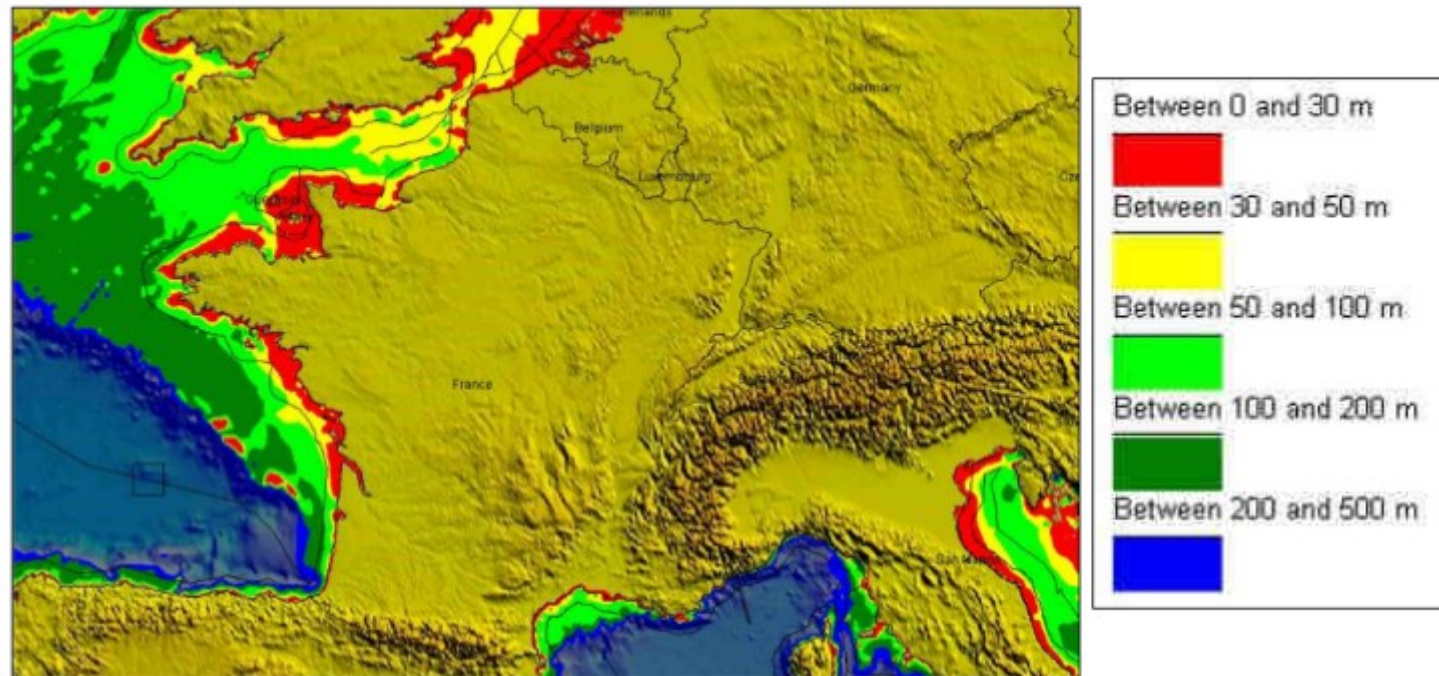 Netherlands
Germany
Belgium
Luxembourg
France
Between 0 and 30 m
Between 30 and 50 m
Between 50 and 100 m
Between 100 and 200 m
Between 200 and 500 m